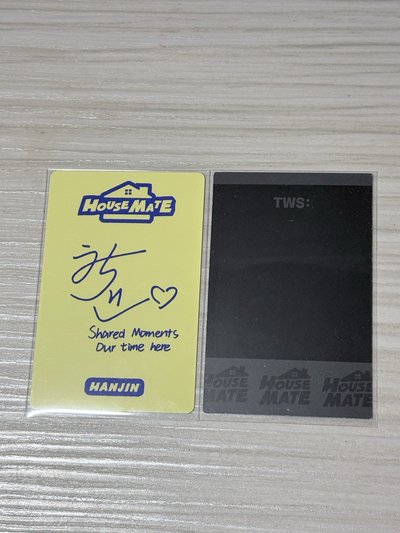 HOUSE MATE
Shared Moments
Our time here
HANJIN
TWS:
HOUSE MATE HOUSE MATE HOUSE MATE